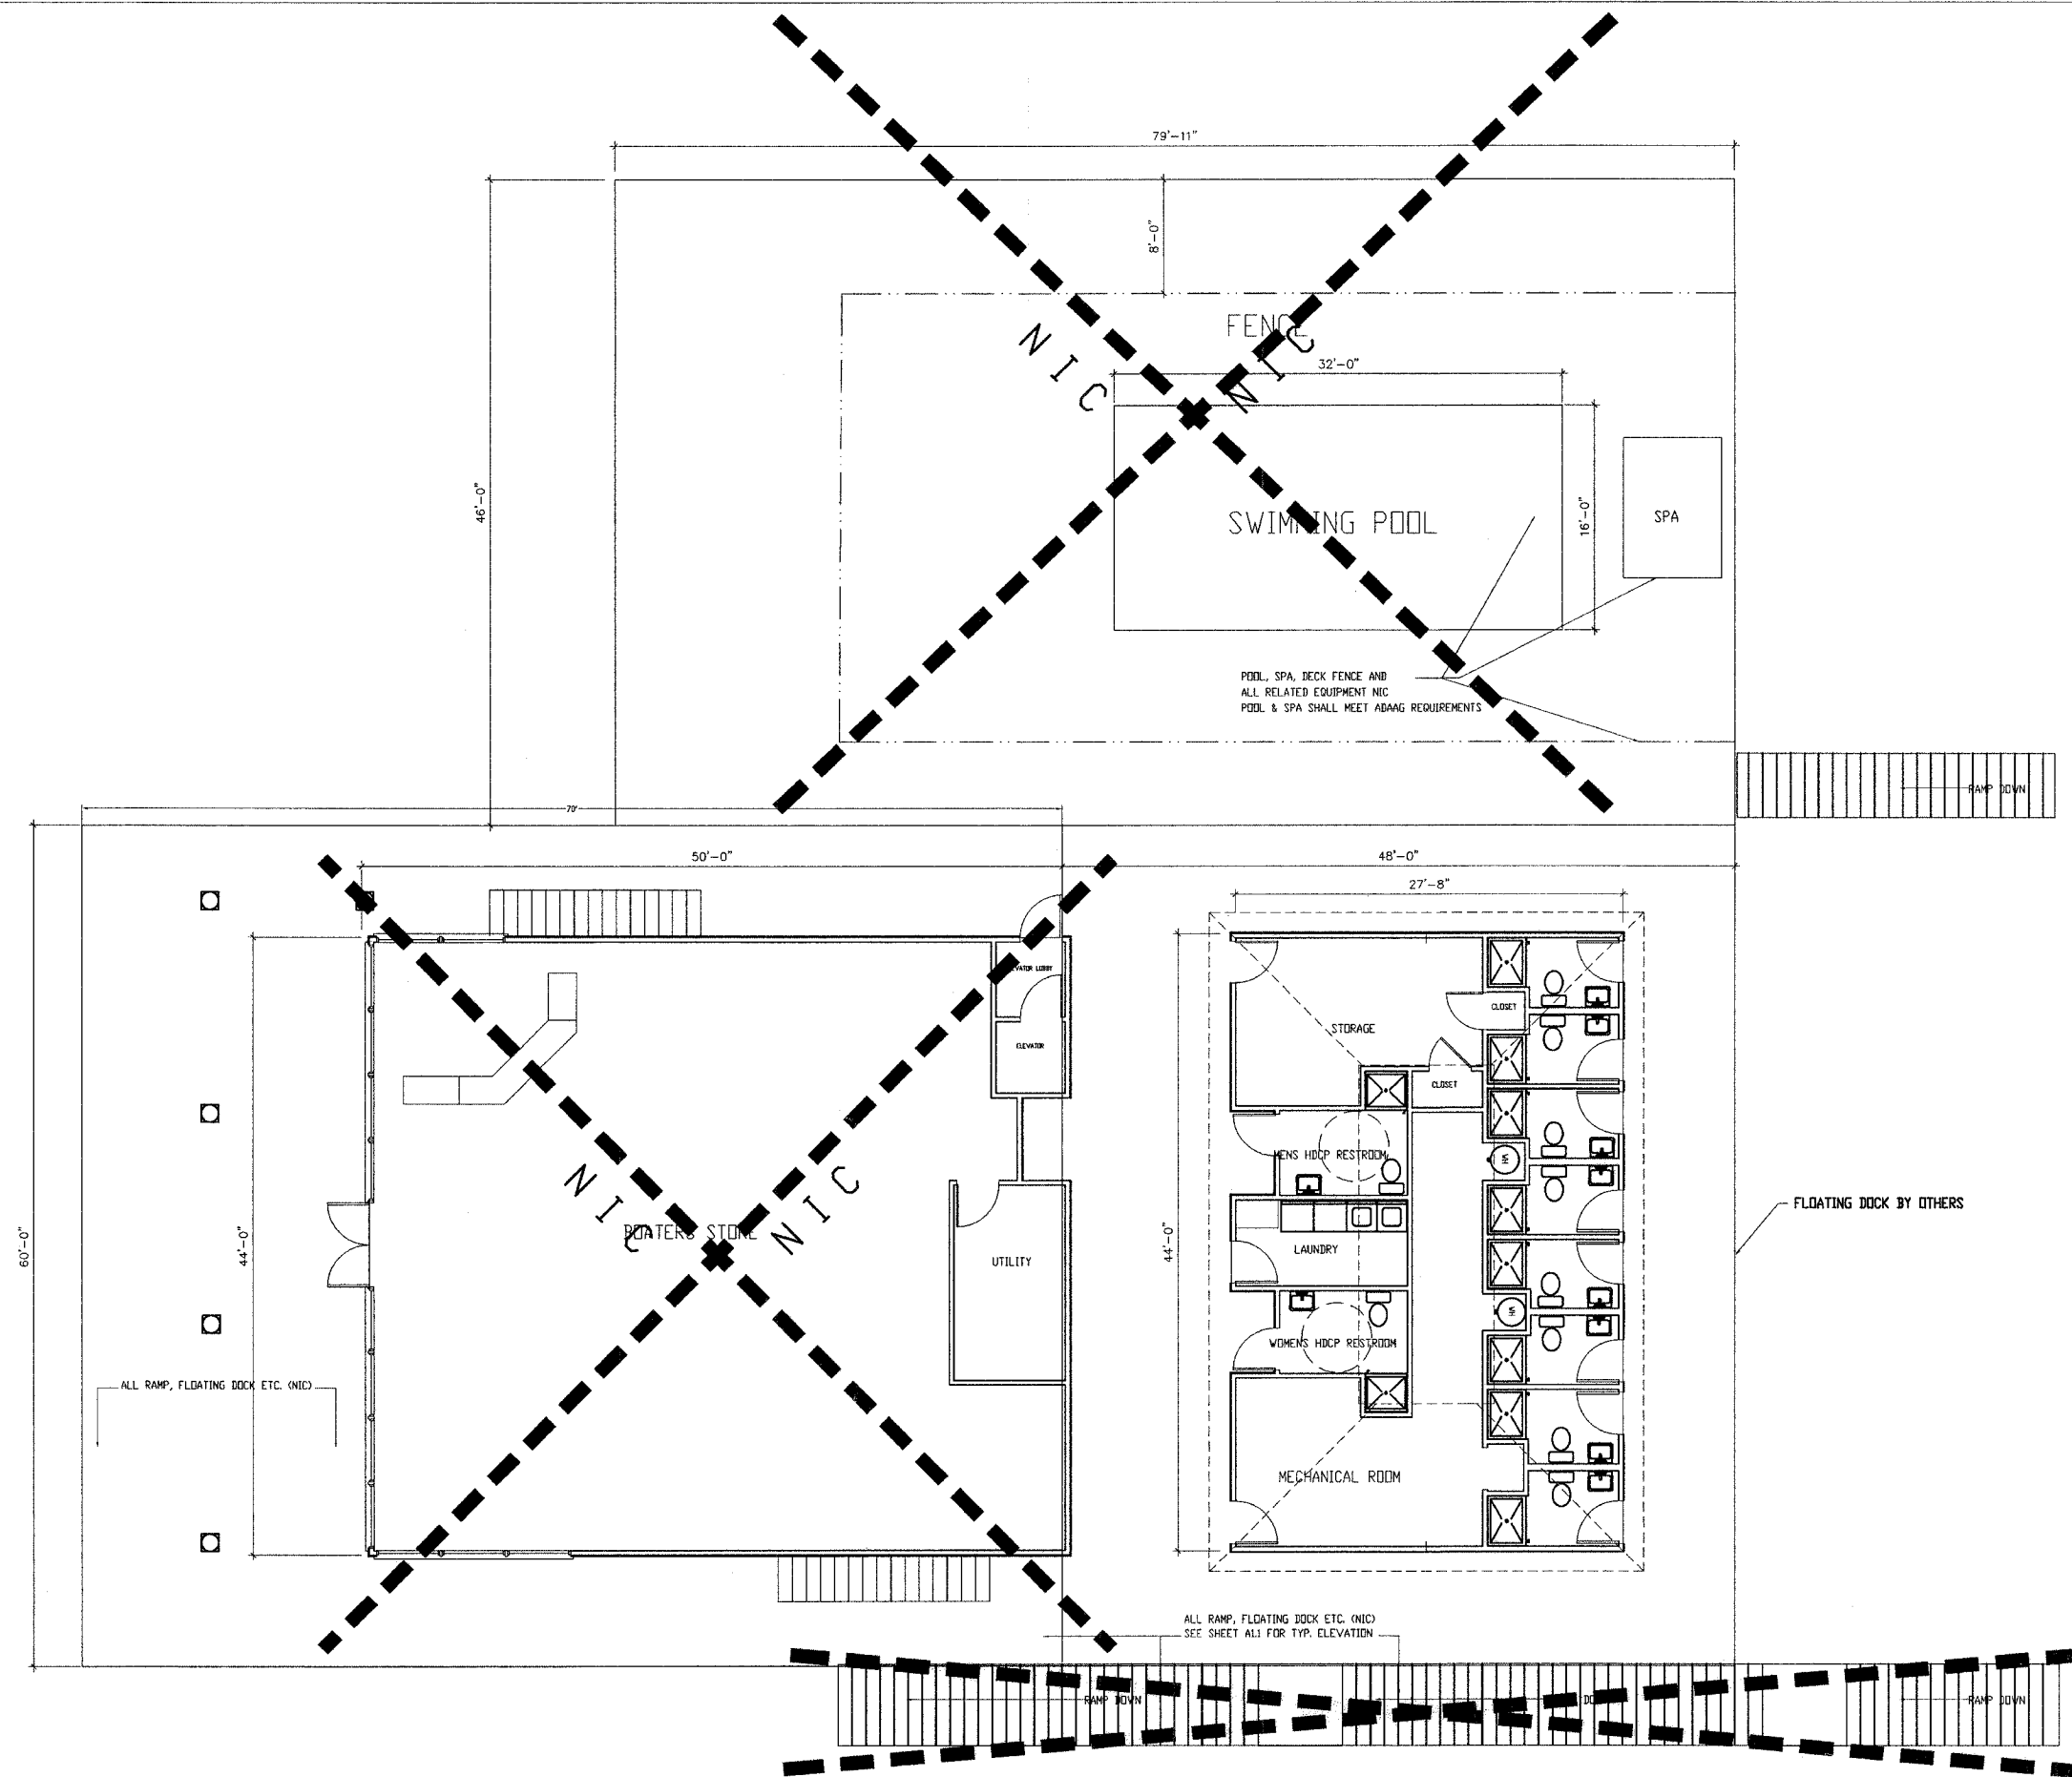 79'-11"
8'-0"
FENCE
NIC
NIC
32'-0"
46'-0"
SWIMMING POOL
16'-0"
SPA
POOL, SPA, DECK FENCE AND
ALL RELATED EQUIPMENT NIC
POOL & SPA SHALL MEET ADAAG REQUIREMENTS
RAMP DOWN
70'
50'-0"
48'-0"
27'-8"
ELEVATOR LOBBY
ELEVATOR
STORAGE
CLOSET
CLOSET
MENS HDCP RESTROOM
WH
NIC
NIC
BOATERS STORE
UTILITY
LAUNDRY
60'-0"
44'-0"
44'-0"
FLOATING DOCK BY OTHERS
WH
WOMENS HDCP RESTROOM
ALL RAMP, FLOATING DOCK ETC. (NIC)
MECHANICAL ROOM
ALL RAMP, FLOATING DOCK ETC. (NIC)
SEE SHEET A1.1 FOR TYP. ELEVATION
RAMP DOWN
RAMP DOWN